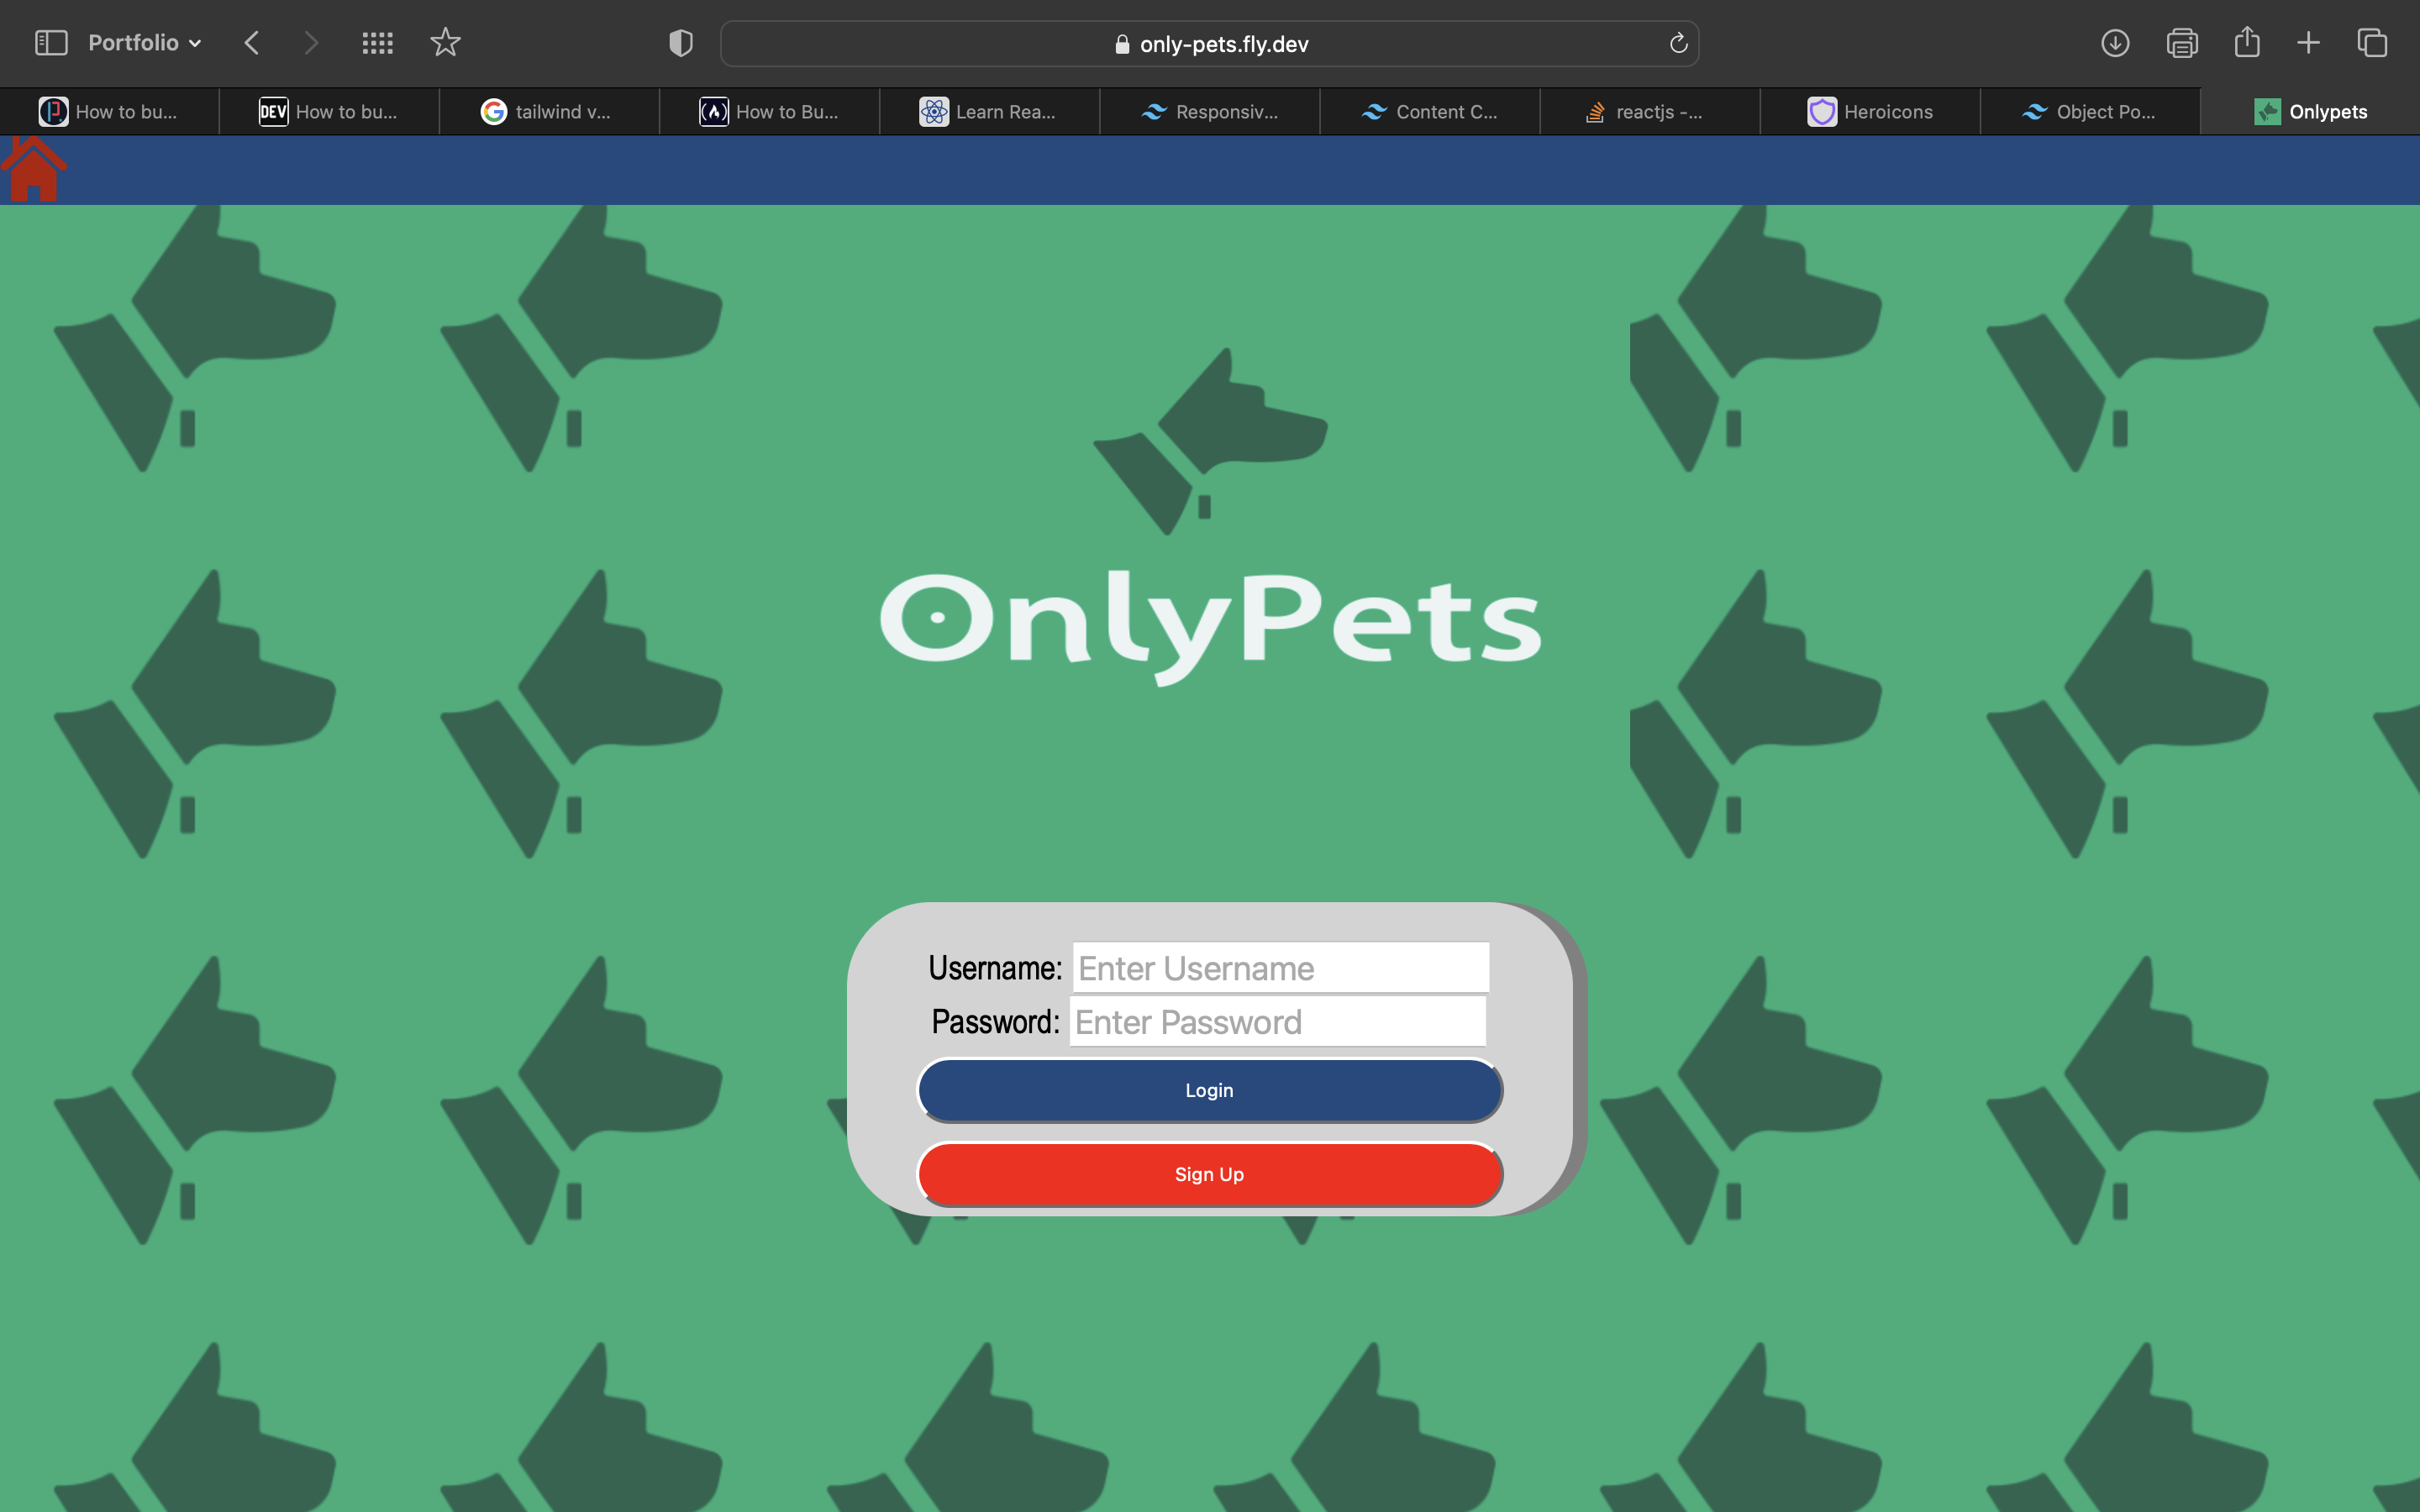 Portfolio
only-pets.fly.dev
How to bu...
DEV How to bu...
tailwind v...
How to Bu...
Learn Rea...
Responsiv...
Content C...
reactjs -...
Heroicons
Object Po...
Onlypets
OnlyPets
Username: Enter Username
Password: Enter Password
Login
Sign Up